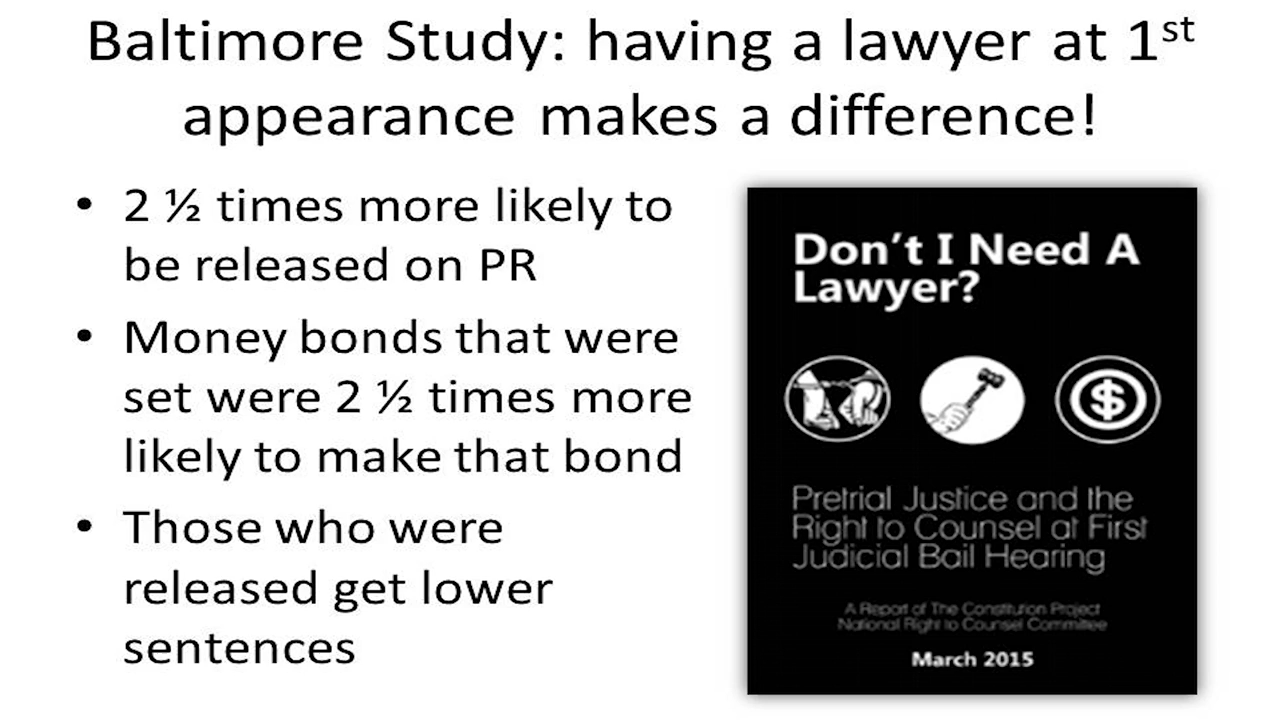 Baltimore Study: having a lawyer at 1st
appearance makes a difference!
• 2 ½ times more likely to
be released on PR
• Money bonds that were
set were 2 ½ times more
likely to make that bond
• Those who were
released get lower
sentences
Don't I Need A
Lawyer?
$
Pretrial Justice and the
Right to Counsel at First
Judicial Bail Hearing
A Report of The Constitution Project
National Right to Counsel Committee
March 2015